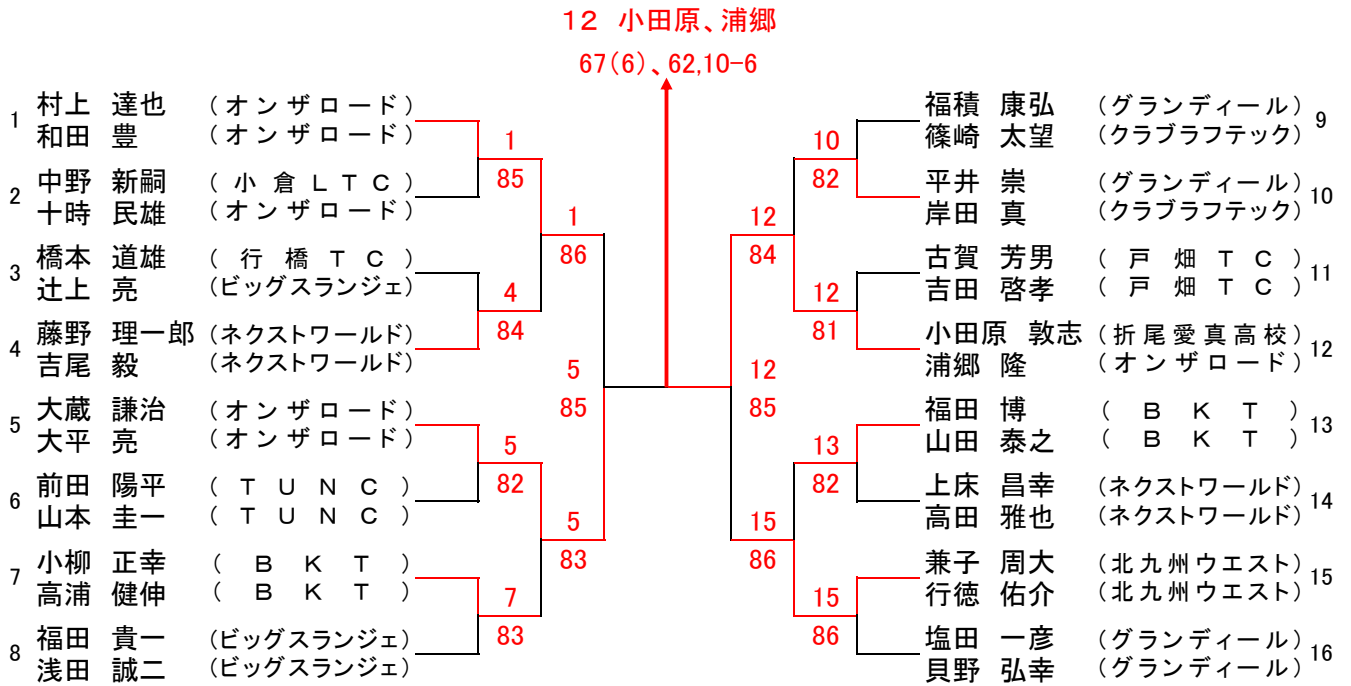 12 小田原、浦郷
67(6)、62,10-6
1 村上 達也 (オンザロード)
和田 豊 (オンザロード)
2 中野 新嗣 (小倉LTC)
十時 民雄 (オンザロード)
3 橋本 道雄 (行橋TC)
辻上 亮 (ビッグスランジェ)
4 藤野 理一郎 (ネクストワールド)
吉尾 毅 (ネクストワールド)
5 大蔵 謙治 (オンザロード)
大平 亮 (オンザロード)
6 前田 陽平 (TUNC)
山本 圭一 (TUNC)
7 小柳 正幸 (BKT)
高浦 健伸 (BKT)
8 福田 貴一 (ビッグスランジェ)
浅田 誠二 (ビッグスランジェ)
1
85
4
84
5
82
7
83
1
86
5
83
5
85
12
85
12
84
15
86
10
82
12
81
13
82
15
86
福積 康弘 (グランディール) 9
篠崎 太望 (クラブラフテック)
平井 崇 (グランディール) 10
岸田 真 (クラブラフテック)
古賀 芳男 (戸畑TC) 11
吉田 啓孝 (戸畑TC)
小田原 敦志 (折尾愛真高校) 12
浦郷 隆 (オンザロード)
福田 博 (BKT) 13
山田 泰之 (BKT)
上床 昌幸 (ネクストワールド) 14
高田 雅也 (ネクストワールド)
兼子 周大 (北九州ウエスト) 15
行徳 佑介 (北九州ウエスト)
塩田 一彦 (グランディール) 16
貝野 弘幸 (グランディール)